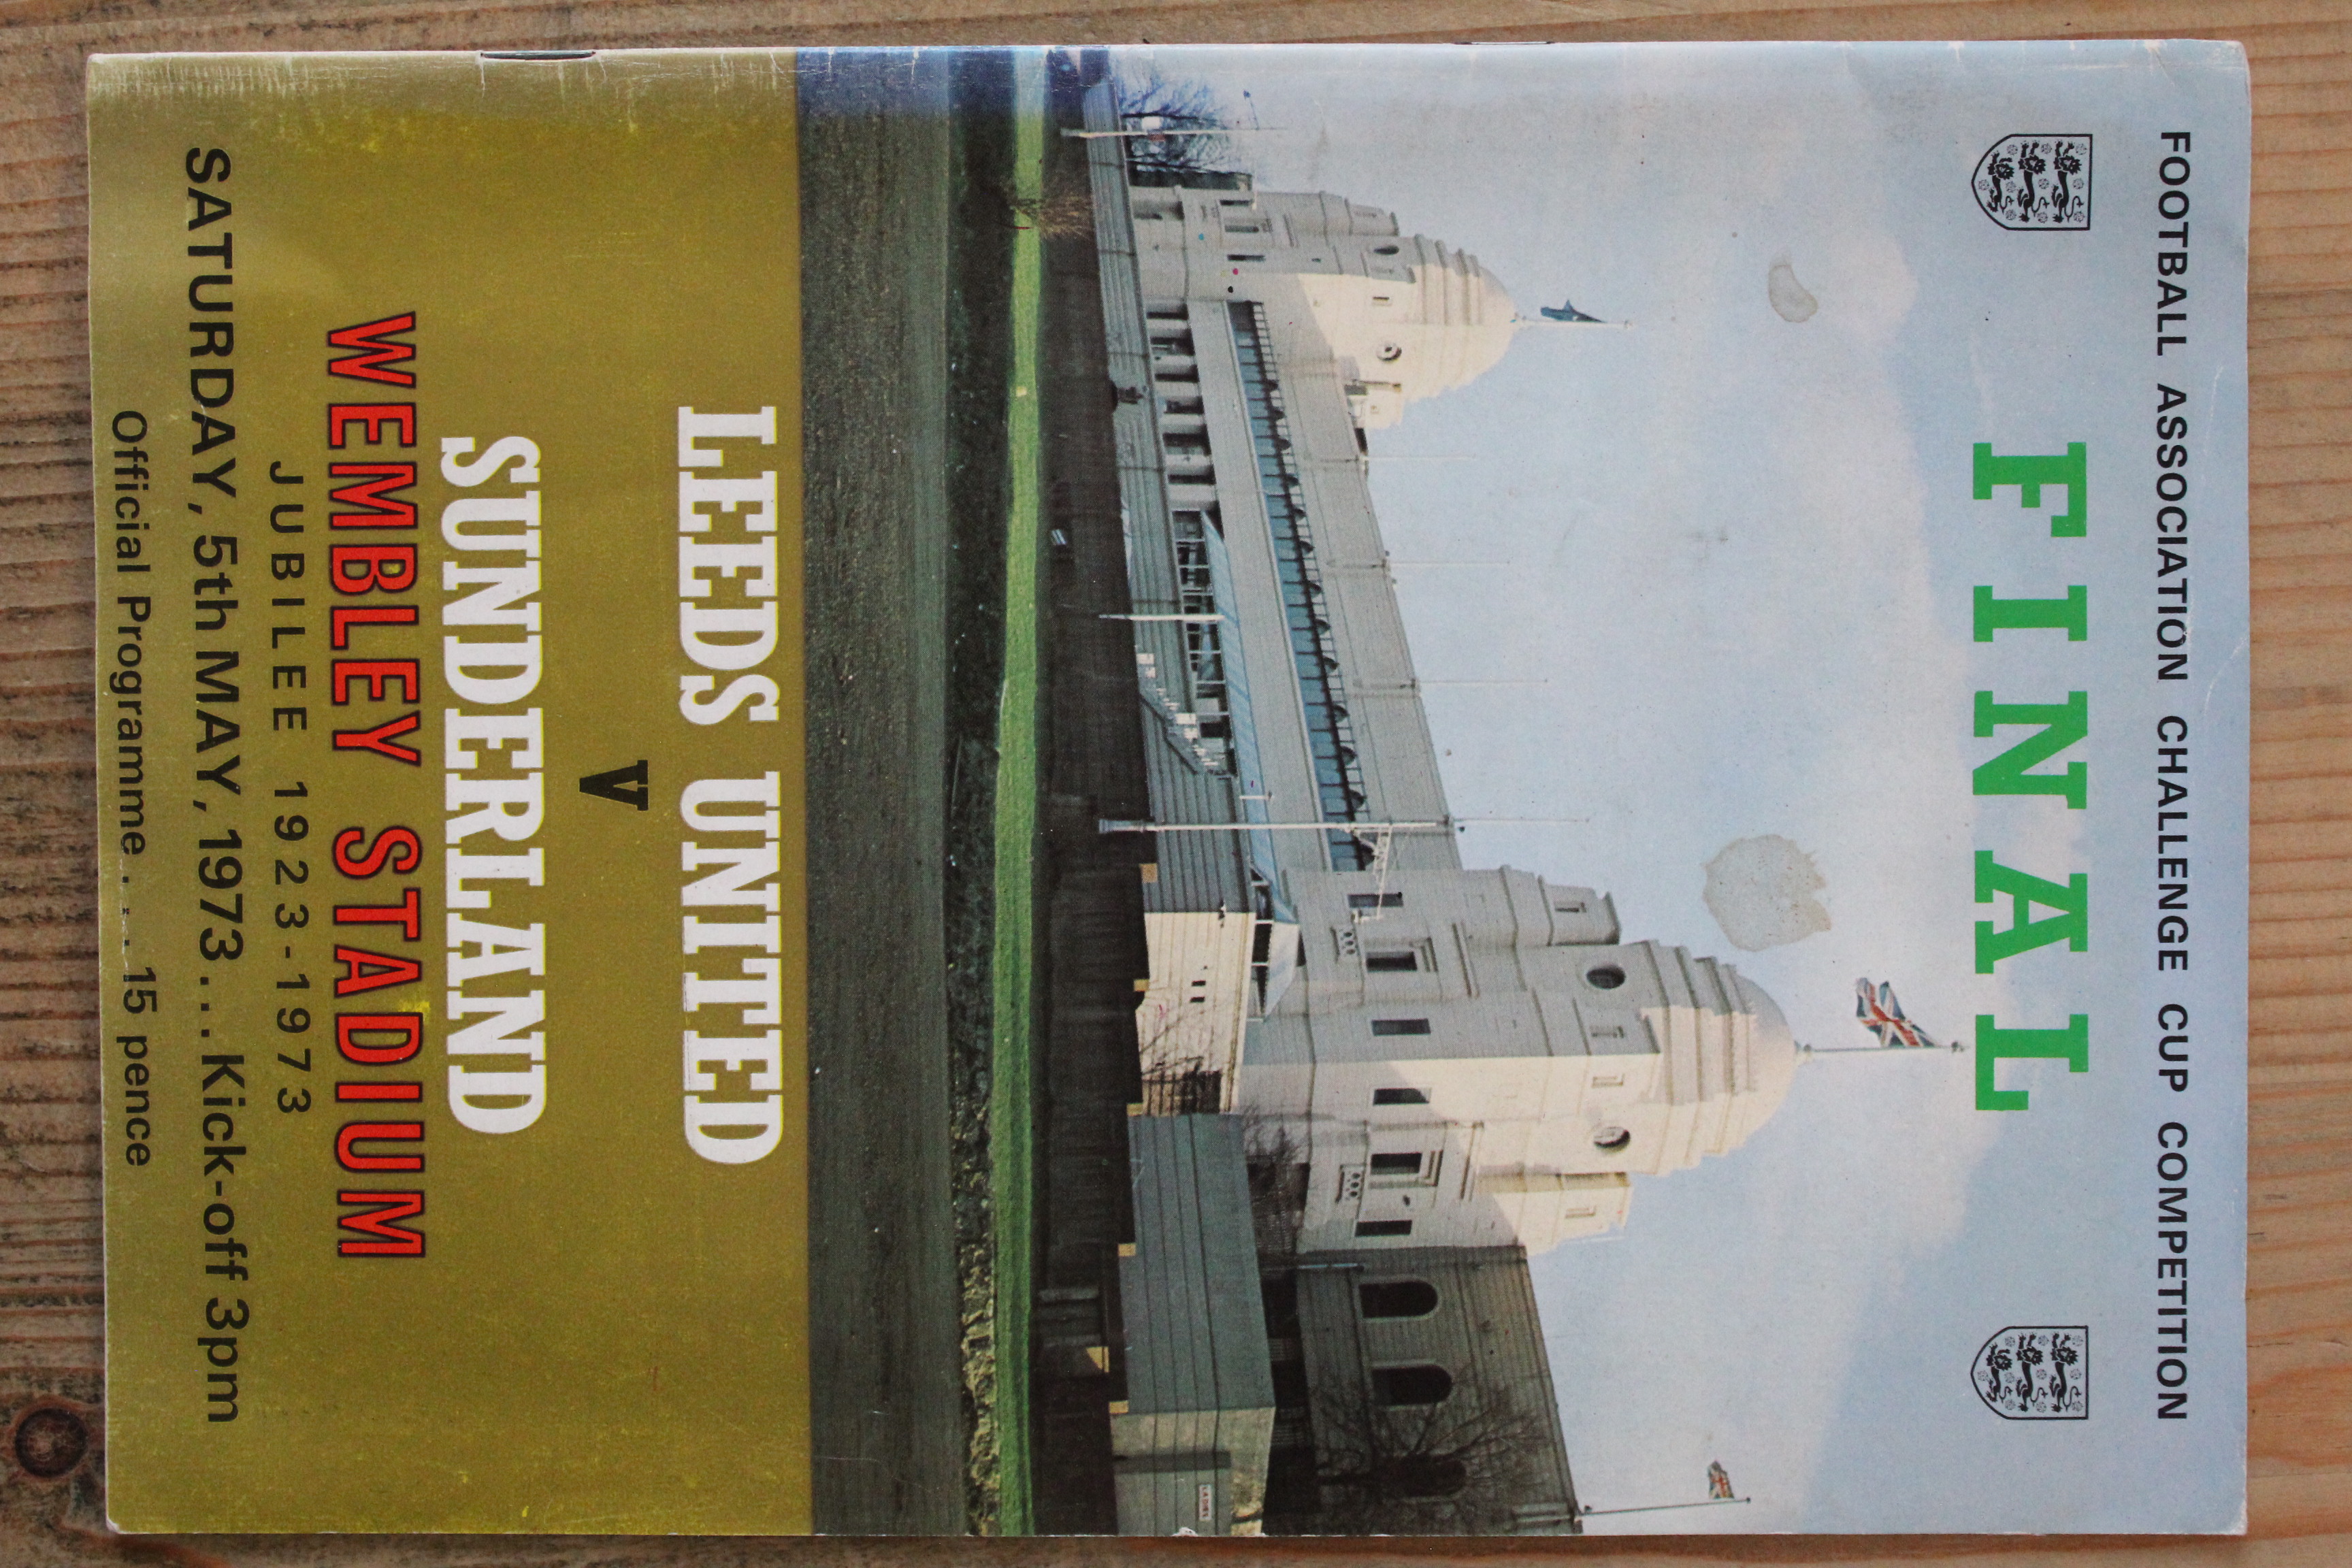 FOOTBALL ASSOCIATION CHALLENGE CUP COMPETITION
FINAL
LADIES
LEEDS UNITED
V
SUNDERLAND
WEMBLEY STADIUM
JUBILEE 1923-1973
SATURDAY, 5th MAY, 1973... Kick-off 3pm
Official Programme . . . 15 pence